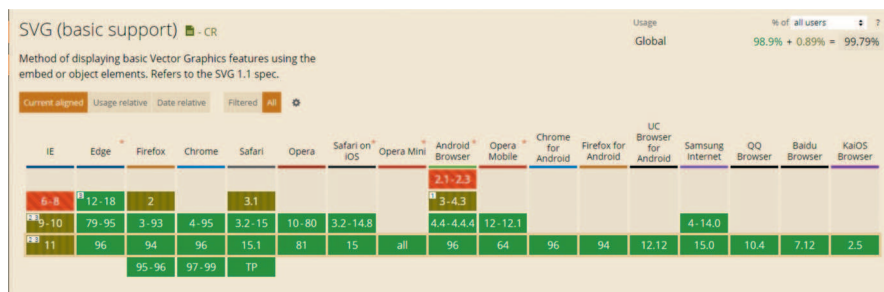 SVG (basic support) - CR
Usage % of all users ?
Global 98.9% + 0.89% = 99.79%
Method of displaying basic Vector Graphics features using the
embed or object elements. Refers to the SVG 1.1 spec.
Current aligned Usage relative Date relative Filtered All
IE Edge * Firefox Chrome Safari Opera Safari on * iOS Opera Mini * Android * Browser Opera * Mobile Chrome for Android Firefox for Android UC Browser for Android Samsung Internet QQ Browser Baidu Browser KaiOS Browser
2.1-2.3
6-8 3 12-18 2 3.1 1 3-4.3
2 3 9-10 79-95 3-93 4-95 3.2-15 10-80 3.2-14.8 4.4-4.4.4 12-12.1 4-14.0
2 3 11 96 94 96 15.1 81 15 all 96 64 96 94 12.12 15.0 10.4 7.12 2.5
95-96 97-99 TP